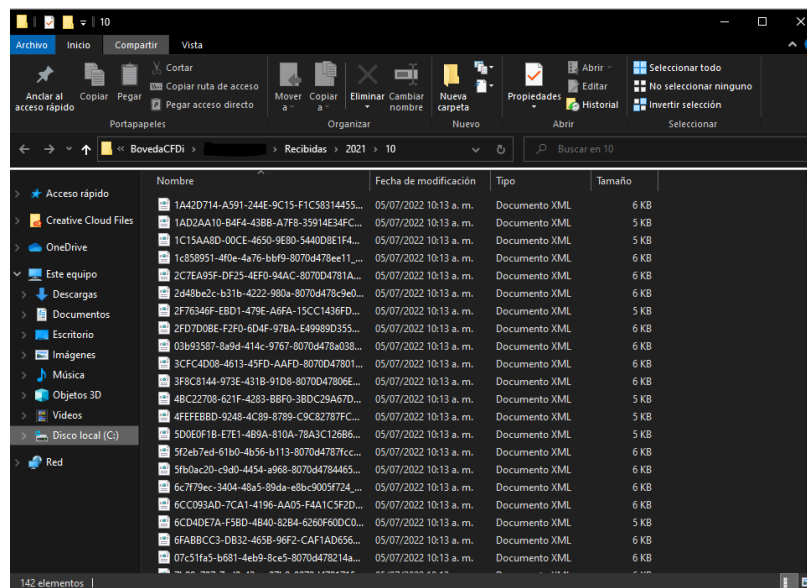 10
Archivo Inicio Compartir Vista
Anclar al acceso rápido
Copiar
Pegar
Cortar
Copiar ruta de acceso
Pegar acceso directo
Mover a
Copiar a
Eliminar
Cambiar nombre
Nueva carpeta
Propiedades
Abrir
Editar
Historial
Seleccionar todo
No seleccionar ninguno
Invertir selección
Portapapeles Organizar Nuevo Abrir Seleccionar
« BovedaCFDi › › Recibidas › 2021 › 10
Buscar en 10
Acceso rápido
Creative Cloud Files
OneDrive
Este equipo
Descargas
Documentos
Escritorio
Imágenes
Música
Objetos 3D
Videos
Disco local (C:)
Red
Nombre Fecha de modificación Tipo Tamaño
1A42D714-A591-244E-9C15-F1C58314455... 05/07/2022 10:13 a. m. Documento XML 6 KB
1AD2AA10-B4F4-43BB-A7F8-35914E34FC... 05/07/2022 10:13 a. m. Documento XML 5 KB
1C15AA8D-00CE-4650-9E80-5440D8E1F4... 05/07/2022 10:13 a. m. Documento XML 5 KB
1c858951-4f0e-4a76-bbf9-8070d478ee11_... 05/07/2022 10:13 a. m. Documento XML 6 KB
2C7EA95F-DF25-4EF0-94AC-8070D4781A... 05/07/2022 10:13 a. m. Documento XML 6 KB
2d48be2c-b31b-4222-980a-8070d478c9e0... 05/07/2022 10:13 a. m. Documento XML 6 KB
2F76346F-EBD1-479E-A6FA-15CC1436FD... 05/07/2022 10:13 a. m. Documento XML 5 KB
2FD7D0BE-F2F0-6D4F-97BA-E49989D355... 05/07/2022 10:13 a. m. Documento XML 6 KB
03b93587-8a9d-414c-9767-8070d478a038... 05/07/2022 10:13 a. m. Documento XML 6 KB
3CFC4D08-4613-45FD-AAFD-8070D47801... 05/07/2022 10:13 a. m. Documento XML 6 KB
3F8C8144-973E-431B-91D8-8070D47806E... 05/07/2022 10:13 a. m. Documento XML 6 KB
4BC22708-621F-4283-BBF0-3BDC29A67D... 05/07/2022 10:13 a. m. Documento XML 5 KB
4FEFEBBD-9248-4C89-8789-C9C82787FC... 05/07/2022 10:13 a. m. Documento XML 5 KB
5D0E0F1B-E7E1-4B9A-810A-78A3C126B6... 05/07/2022 10:13 a. m. Documento XML 5 KB
5f2eb7ed-61b0-4b56-b113-8070d4787fcc... 05/07/2022 10:13 a. m. Documento XML 6 KB
5fb0ac20-c9d0-4454-a968-8070d4784465... 05/07/2022 10:13 a. m. Documento XML 6 KB
6c7f79ec-3404-48a5-89da-e8bc9005f724_... 05/07/2022 10:13 a. m. Documento XML 6 KB
6CC093AD-7CA1-4196-AA05-F4A1C5F2D... 05/07/2022 10:13 a. m. Documento XML 6 KB
6CD4DE7A-F5BD-4B40-82B4-6260F60DC0... 05/07/2022 10:13 a. m. Documento XML 5 KB
6FABBCC3-DB32-465B-96F2-CAF1AD656... 05/07/2022 10:13 a. m. Documento XML 6 KB
07c51fa5-b681-4eb9-8ce5-8070d478214a... 05/07/2022 10:13 a. m. Documento XML 6 KB
142 elementos